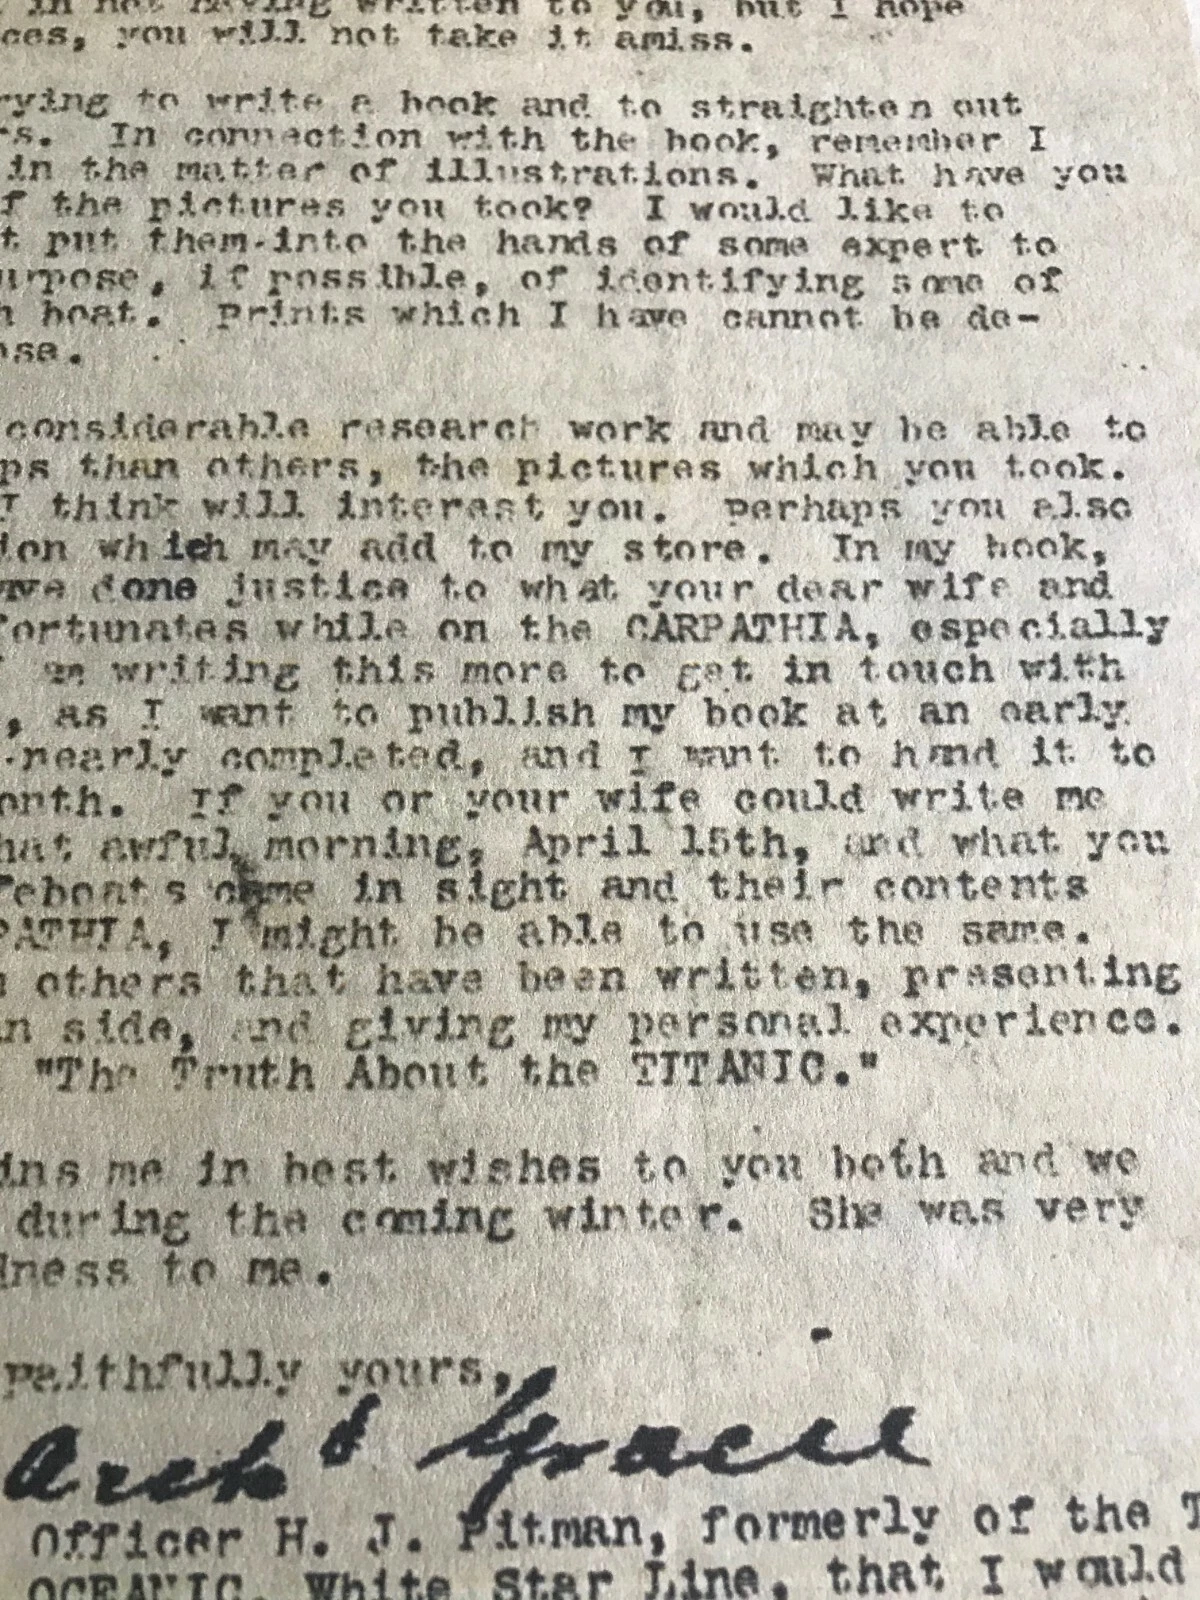 in not having written to you, but I hope
ces, you will not take it amiss.
rying to write a book and to straighten out
rs. In connection with the book, remember I
in the matter of illustrations. What have you
f the pictures you took? I would like to
t put them into the hands of some expert to
urpose, if possible, of identifying some of
h boat. Prints which I have cannot be de-
ose.
considerable research work and may be able to
ps than others, the pictures which you took.
I think will interest you. Perhaps you also
ion which may add to my store. In my book,
ave done justice to what your dear wife and
fortunates while on the CARPATHIA, especially
I am writing this more to get in touch with
, as I want to publish my book at an early
nearly completed, and I want to hand it to
onth. If you or your wife could write me
hat awful morning, April 15th, and what you
feboats came in sight and their contents
PATHIA, I might be able to use the same.
n others that have been written, presenting
an side, and giving my personal experience.
"The Truth About the TITANIC."
ins me in best wishes to you both and we
during the coming winter. She was very
dness to me.
Faithfully yours,
Archd Gracie
Officer H. J. Pitman, formerly of the T
OCEANIC, White Star Line, that I would